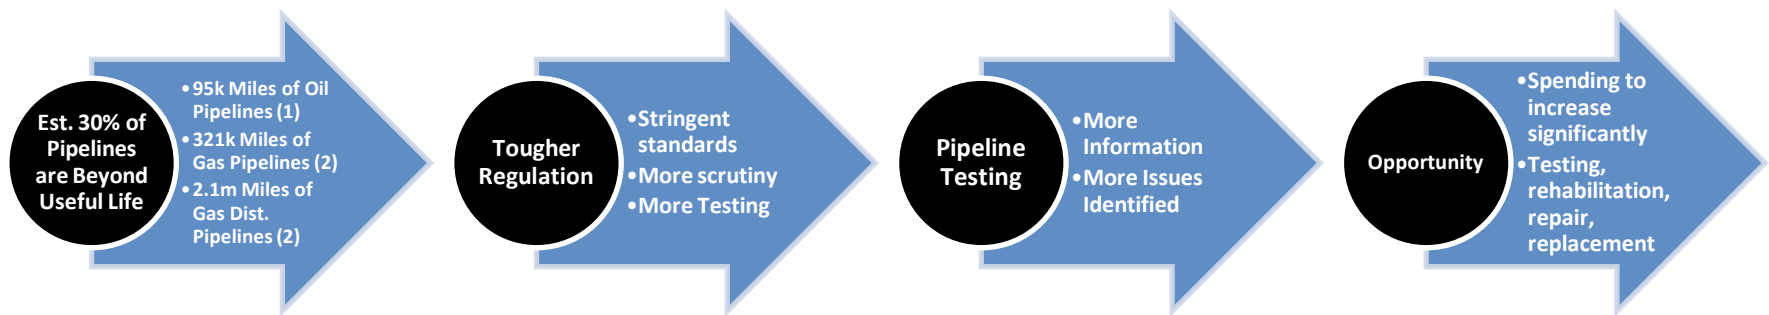 Est. 30% of
Pipelines
are Beyond
Useful Life
•95k Miles of Oil
Pipelines (1)
•321k Miles of
Gas Pipelines (2)
•2.1m Miles of
Gas Dist.
Pipelines (2)
Tougher
Regulation
•Stringent
standards
•More scrutiny
•More Testing
Pipeline
Testing
•More
Information
•More Issues
Identified
Opportunity
•Spending to
increase
significantly
•Testing,
rehabilitation,
repair,
replacement